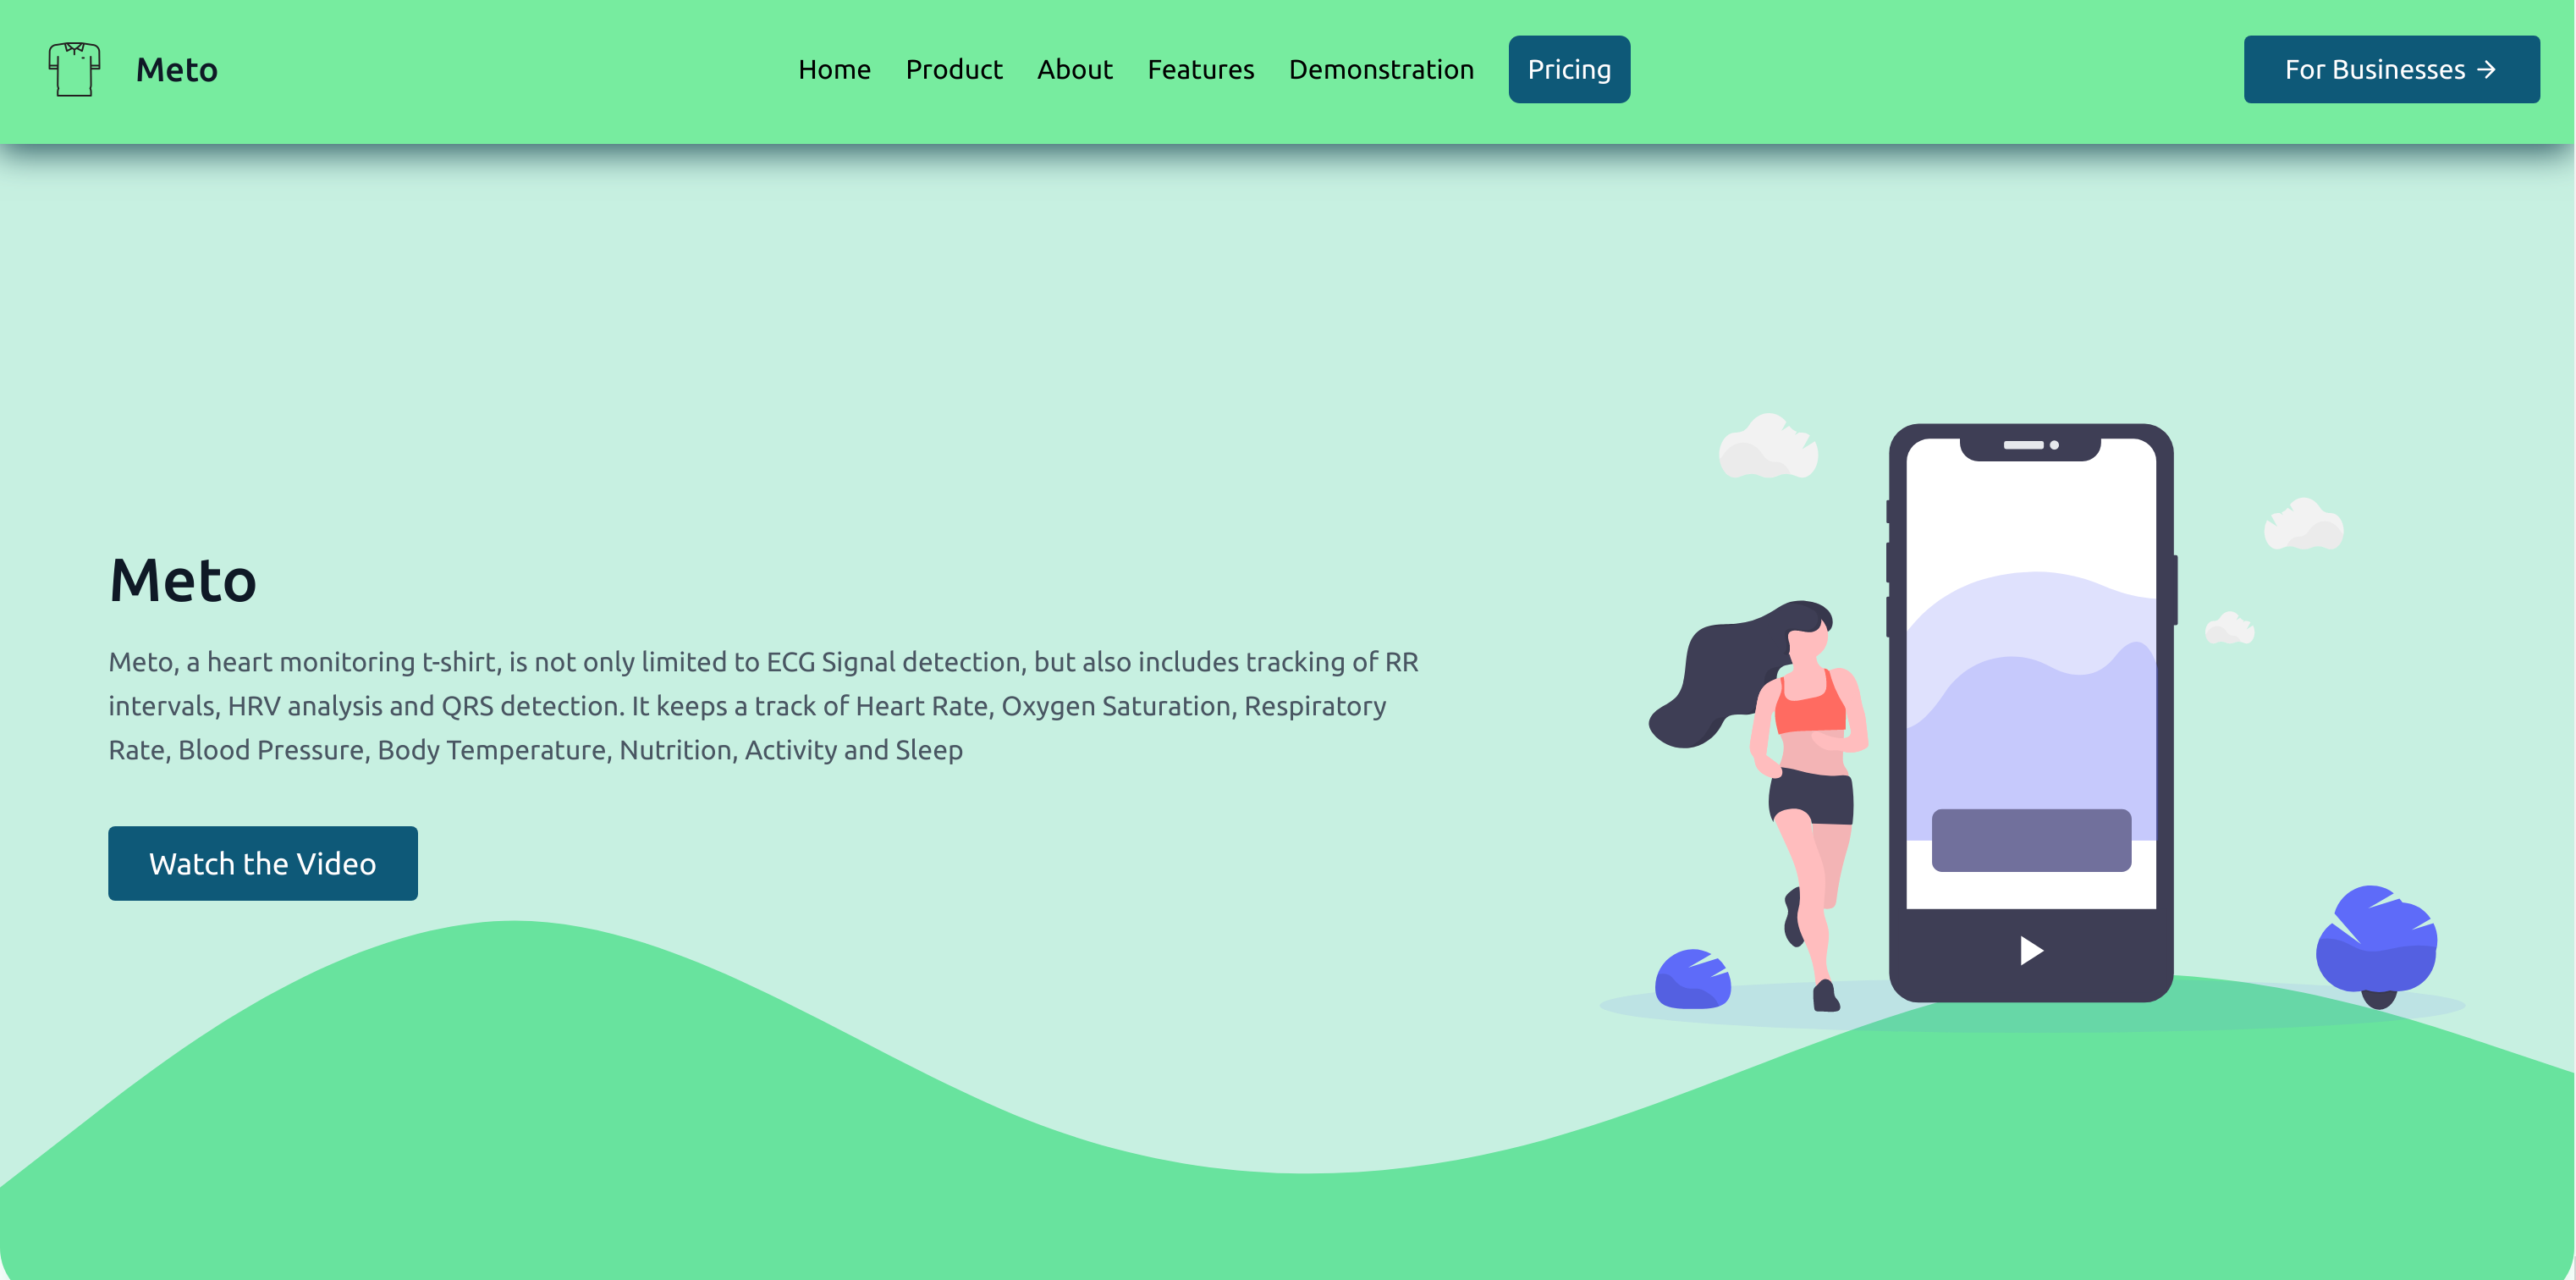 Meto
Home Product About Features Demonstration Pricing
For Businesses →
Meto
Meto, a heart monitoring t-shirt, is not only limited to ECG Signal detection, but also includes tracking of RR
intervals, HRV analysis and QRS detection. It keeps a track of Heart Rate, Oxygen Saturation, Respiratory
Rate, Blood Pressure, Body Temperature, Nutrition, Activity and Sleep
Watch the Video